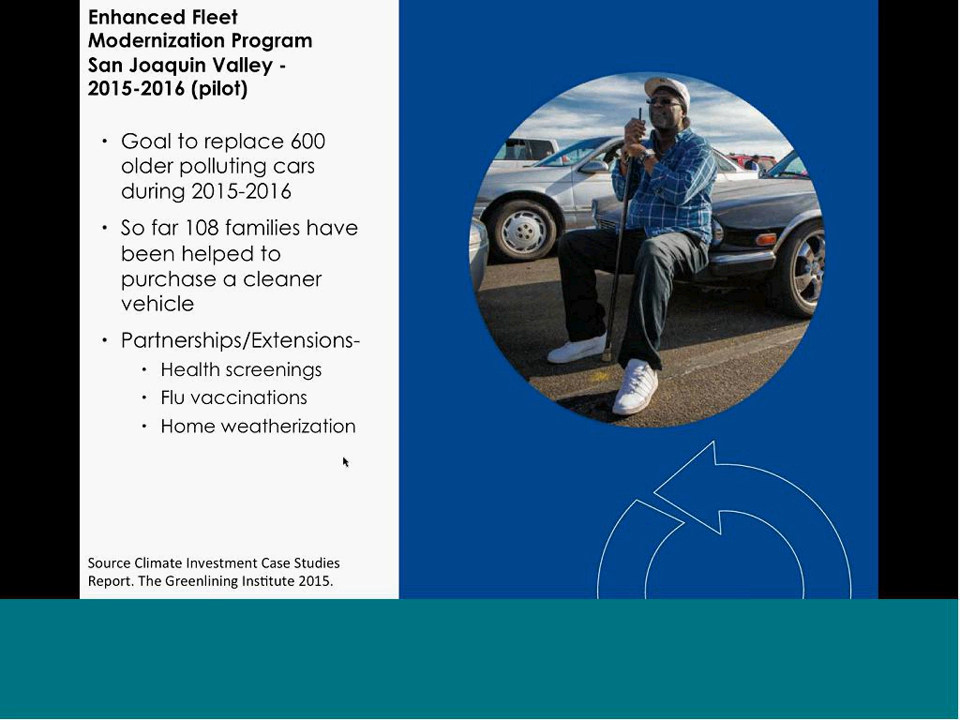 Enhanced Fleet
Modernization Program
San Joaquin Valley -
2015-2016 (pilot)
• Goal to replace 600
older polluting cars
during 2015-2016
• So far 108 families have
been helped to
purchase a cleaner
vehicle
• Partnerships/Extensions-
• Health screenings
• Flu vaccinations
• Home weatherization
Source Climate Investment Case Studies
Report. The Greenlining Institute 2015.